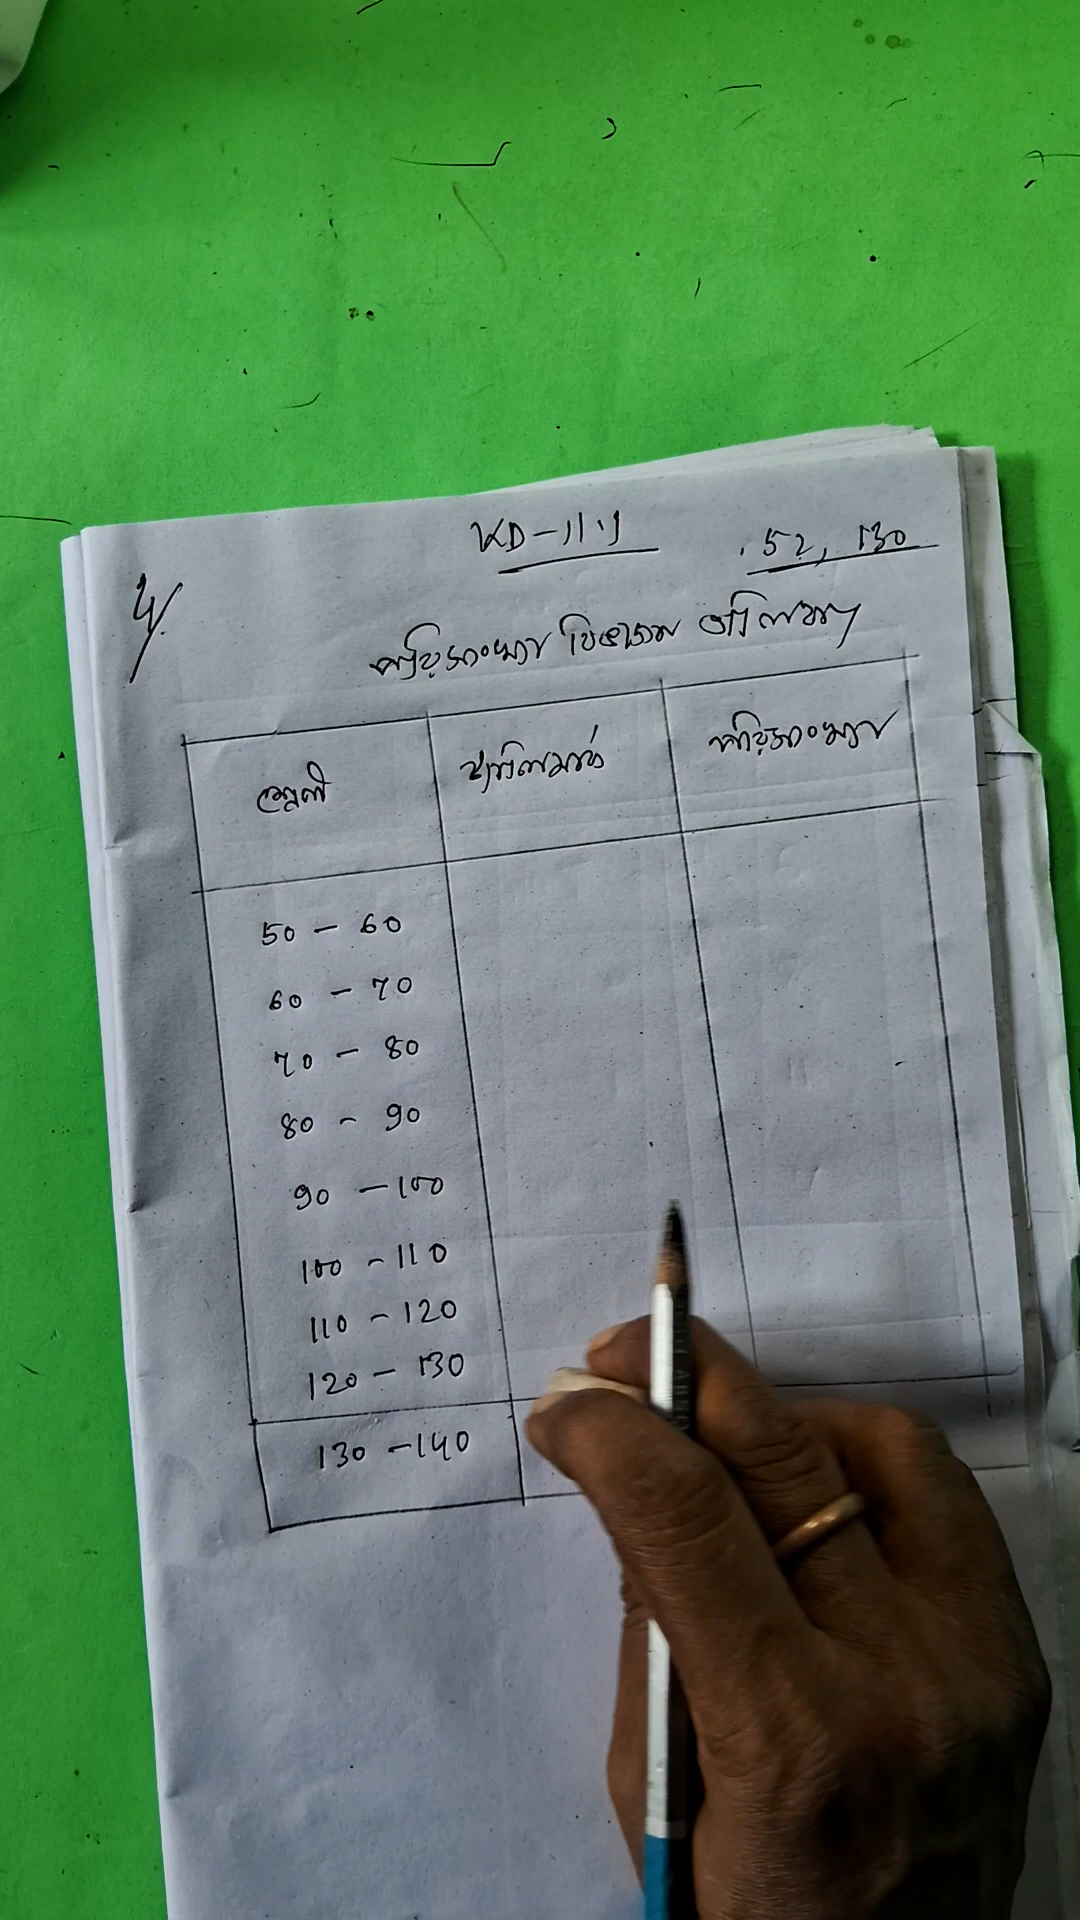 4/
KD-11.1
52, 130
পরিসংখ্যা বিভাজন তালিকা
শ্রেণী
ট্যালিমার্ক
পরিসংখ্যা
50 - 60
60 - 70
70 - 80
80 - 90
90 - 100
100 - 110
110 - 120
120 - 130
130 - 140